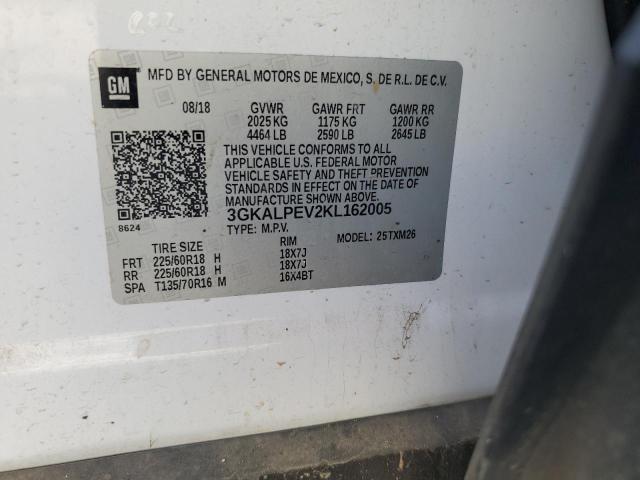 GM
MFD BY GENERAL MOTORS DE MEXICO, S. DE R.L. DE C.V.
08/18 GVWR GAWR FRT GAWR RR
2025 KG 1175 KG 1200 KG
4464 LB 2590 LB 2645 LB
THIS VEHICLE CONFORMS TO ALL
APPLICABLE U.S. FEDERAL MOTOR
VEHICLE SAFETY AND THEFT PREVENTION
STANDARDS IN EFFECT ON THE DATE OF
MANUFACTURE SHOWN ABOVE.
3GKALPEV2KL162005
8624
TYPE: M.P.V. MODEL: 25TXM26
TIRE SIZE RIM
FRT 225/60R18 H 18X7J
RR 225/60R18 H 18X7J
SPA T135/70R16 M 16X4BT